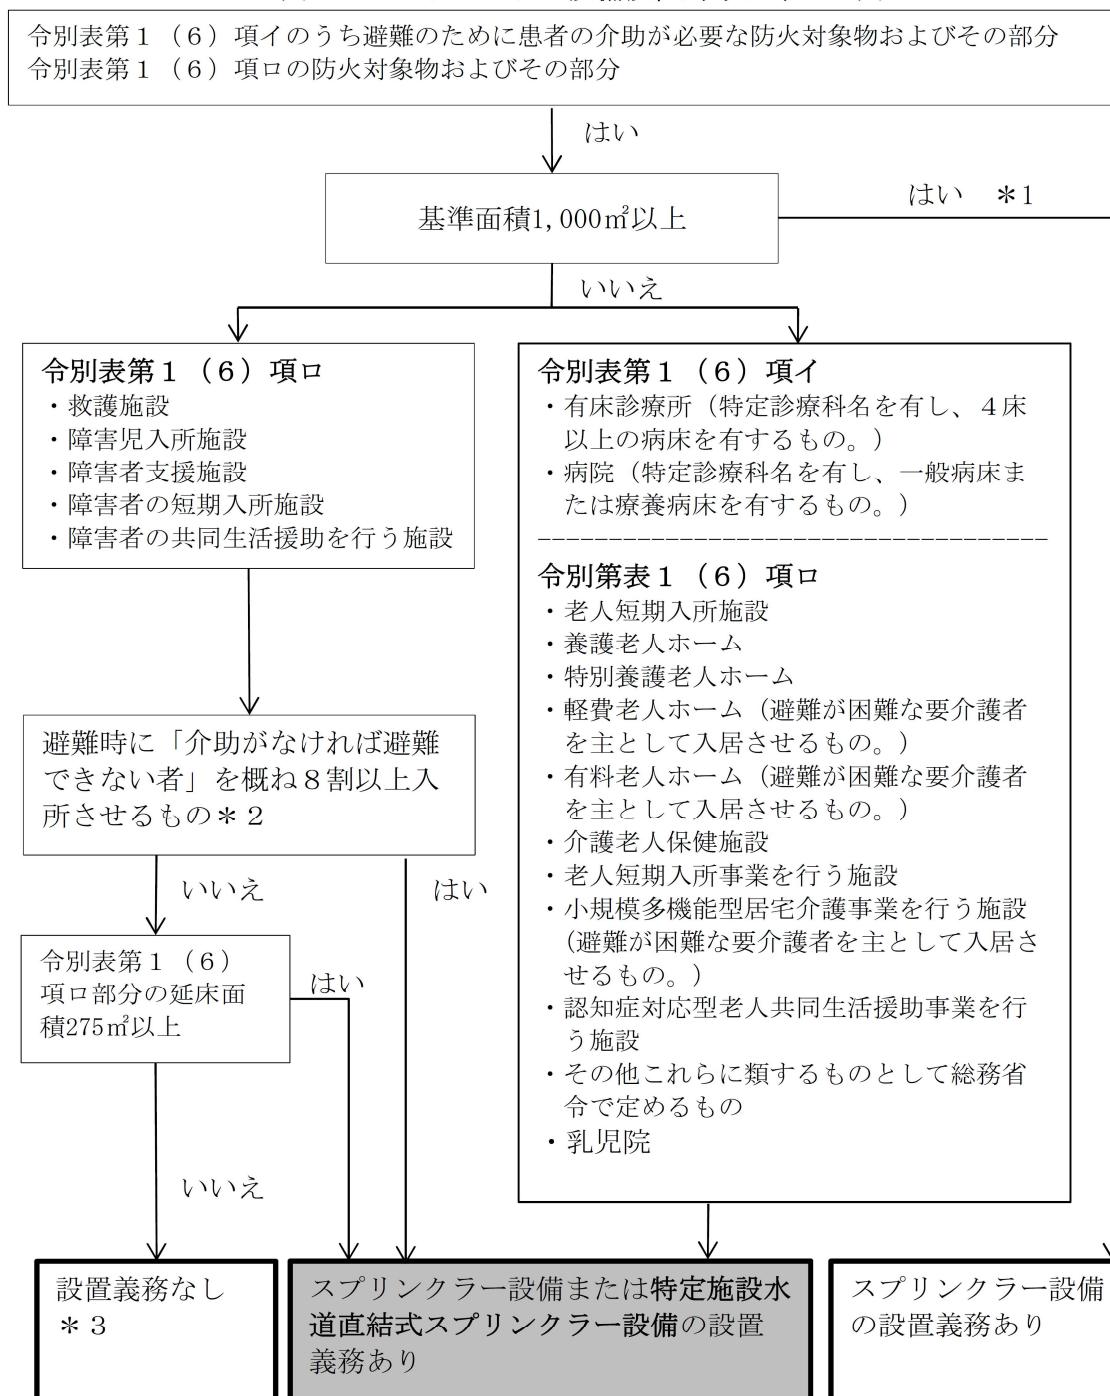 令別表第１（６）項イのうち避難のために患者の介助が必要な防火対象物およびその部分
令別表第１（６）項ロの防火対象物およびその部分
はい
基準面積1,000㎡以上
はい　＊1
いいえ
令別表第１（６）項ロ
・救護施設
・障害児入所施設
・障害者支援施設
・障害者の短期入所施設
・障害者の共同生活援助を行う施設
令別表第１（６）項イ
・有床診療所（特定診療科名を有し、４床
以上の病床を有するもの。）
・病院（特定診療科名を有し、一般病床ま
たは療養病床を有するもの。）
令別第表１（６）項ロ
・老人短期入所施設
・養護老人ホーム
・特別養護老人ホーム
・軽費老人ホーム（避難が困難な要介護者
を主として入居させるもの。）
・有料老人ホーム（避難が困難な要介護者
を主として入居させるもの。）
・介護老人保健施設
・老人短期入所事業を行う施設
・小規模多機能型居宅介護事業を行う施設
(避難が困難な要介護者を主として入居さ
せるもの。)
・認知症対応型老人共同生活援助事業を行
う施設
・その他これらに類するものとして総務省
令で定めるもの
・乳児院
避難時に「介助がなければ避難
できない者」を概ね８割以上入
所させるもの＊２
いいえ
はい
令別表第１（６）
項ロ部分の延床面
積275㎡以上
はい
いいえ
設置義務なし
＊３
スプリンクラー設備または特定施設水
道直結式スプリンクラー設備の設置
義務あり
スプリンクラー設備
の設置義務あり